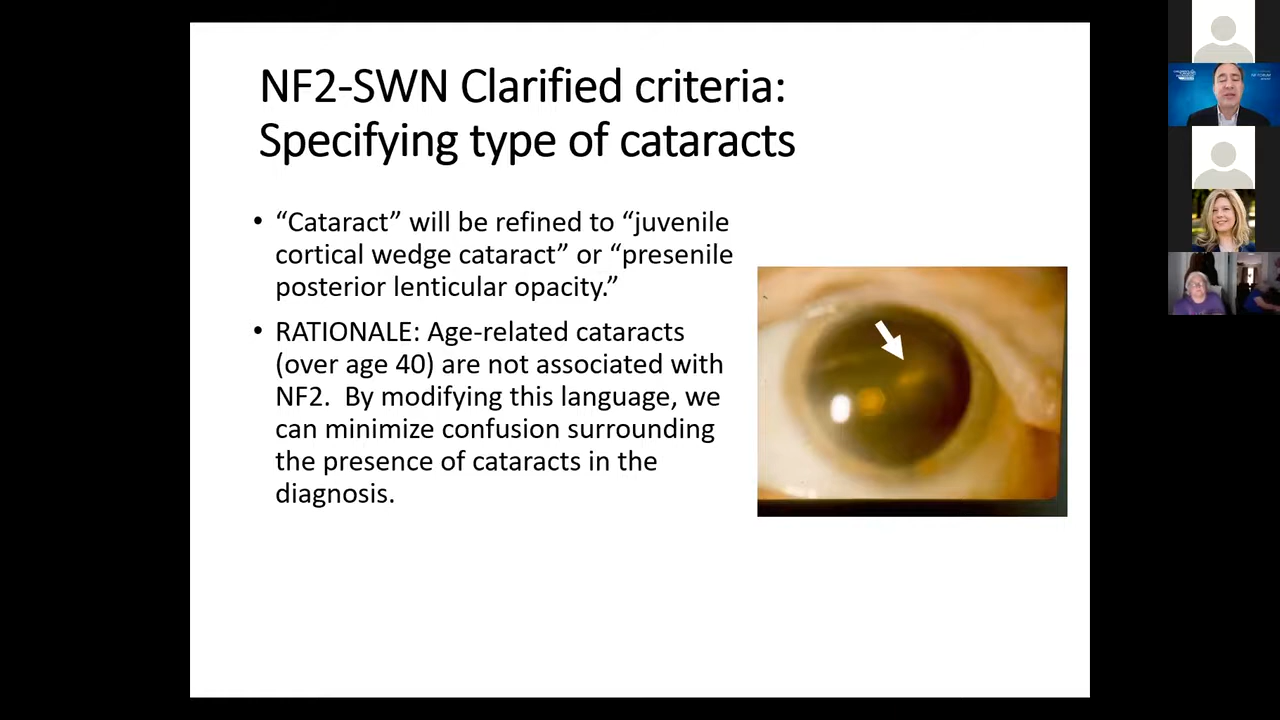 NF2-SWN Clarified criteria:
Specifying type of cataracts
• “Cataract” will be refined to “juvenile
cortical wedge cataract” or “presenile
posterior lenticular opacity.”
• RATIONALE: Age-related cataracts
(over age 40) are not associated with
NF2.  By modifying this language, we
can minimize confusion surrounding
the presence of cataracts in the
diagnosis.